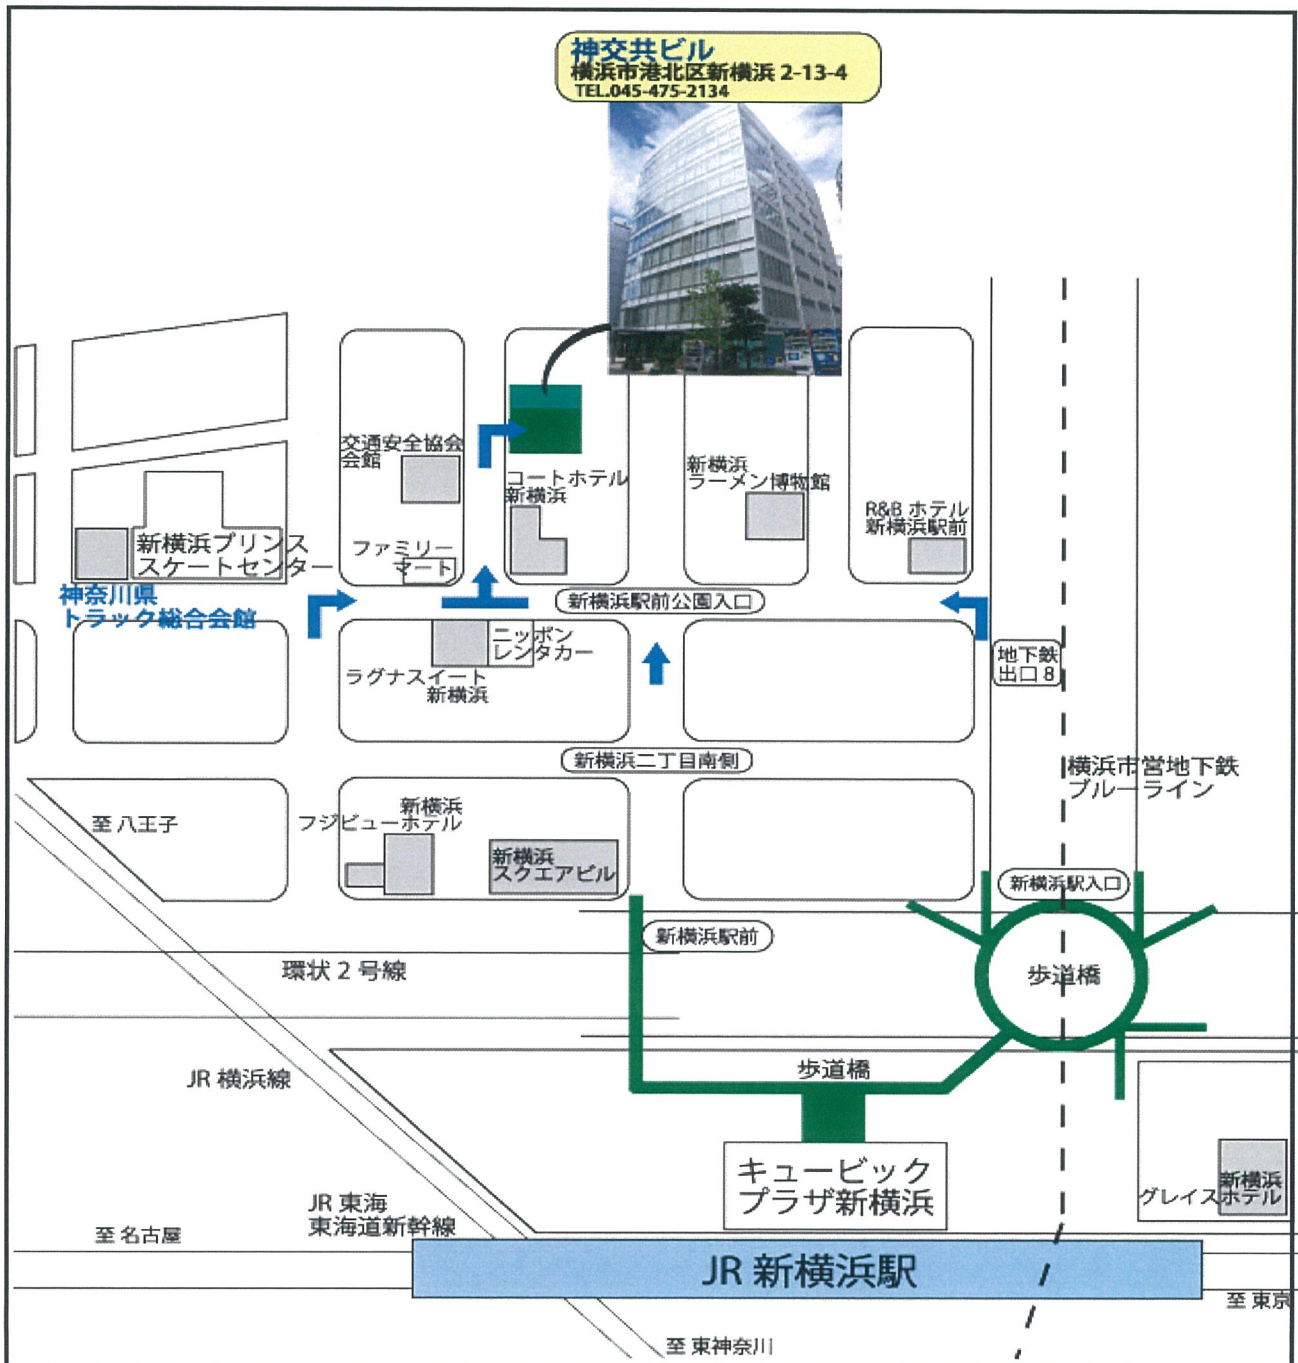 神交共ビル
横浜市港北区新横浜 2-13-4
TEL.045-475-2134
交通安全協会
会館
コートホテル
新横浜
新横浜
ラーメン博物館
R&B ホテル
新横浜駅前
新横浜プリンス
スケートセンター
ファミリー
マート
神奈川県
トラック総合会館
新横浜駅前公園入口
ニッポン
レンタカー
ラグナスイート
新横浜
地下鉄
出口 8
新横浜二丁目南側
横浜市営地下鉄
ブルーライン
至 八王子
新横浜
フジビューホテル
新横浜
スクエアビル
新横浜駅入口
新横浜駅前
環状 2 号線
歩道橋
JR 横浜線
歩道橋
キュービック
プラザ新横浜
新横浜
グレイスホテル
JR 東海
東海道新幹線
至 名古屋
JR 新横浜駅
至 東京
至 東神奈川